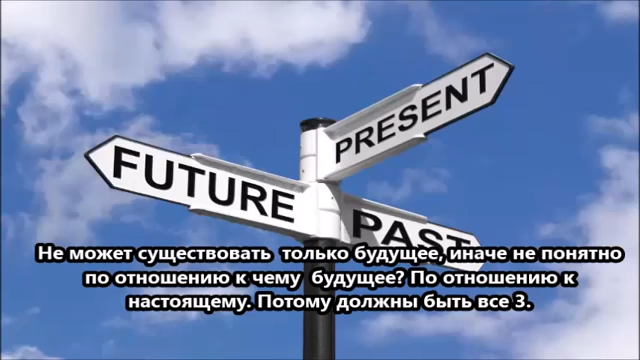 PRESENT
FUTURE
PAST
Не может существовать только будущее, иначе не понятно
по отношению к чему будущее? По отношению к
настоящему. Потому должны быть все 3.